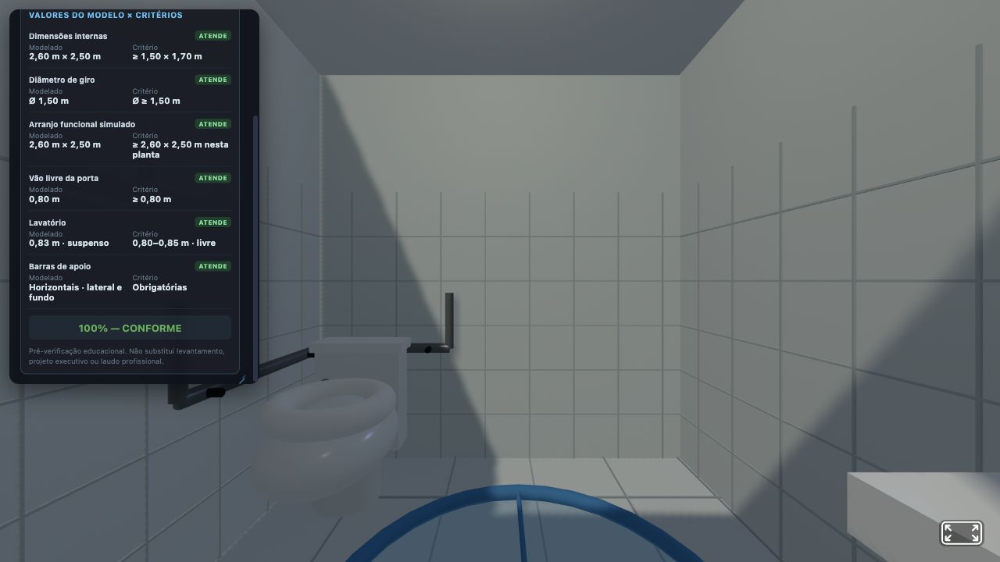 VALORES DO MODELO × CRITÉRIOS
Dimensões internas ATENDE
Modelado Critério
2,60 m × 2,50 m ≥ 1,50 × 1,70 m
Diâmetro de giro ATENDE
Modelado Critério
Ø 1,50 m Ø ≥ 1,50 m
Arranjo funcional simulado ATENDE
Modelado Critério
2,60 m × 2,50 m ≥ 2,60 × 2,50 m nesta
planta
Vão livre da porta ATENDE
Modelado Critério
0,80 m ≥ 0,80 m
Lavatório ATENDE
Modelado Critério
0,83 m · suspenso 0,80–0,85 m · livre
Barras de apoio ATENDE
Modelado Critério
Horizontais · lateral e Obrigatórias
fundo
100% — CONFORME
Pré-verificação educacional. Não substitui levantamento,
projeto executivo ou laudo profissional.